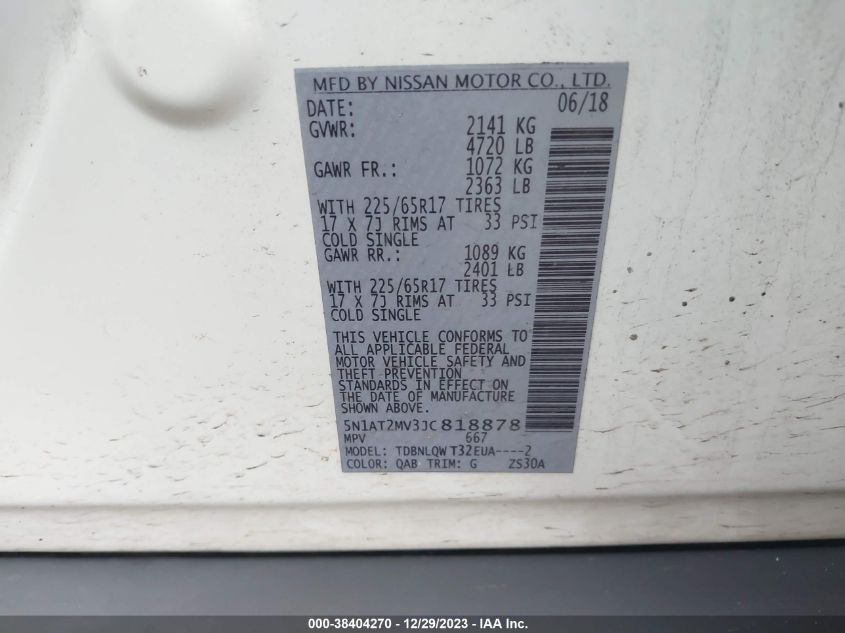 MFD BY NISSAN MOTOR CO., LTD.
DATE: 06/18
GVWR: 2141 KG
4720 LB
GAWR FR.: 1072 KG
2363 LB
WITH 225/65R17 TIRES
17 X 7J RIMS AT 33 PSI
COLD SINGLE
GAWR RR.: 1089 KG
2401 LB
WITH 225/65R17 TIRES
17 X 7J RIMS AT 33 PSI
COLD SINGLE
THIS VEHICLE CONFORMS TO
ALL APPLICABLE FEDERAL
MOTOR VEHICLE SAFETY AND
THEFT PREVENTION
STANDARDS IN EFFECT ON
THE DATE OF MANUFACTURE
SHOWN ABOVE.
5N1AT2MV3JC818878
MPV 667
MODEL: TDBNLQW T32EUA----2
COLOR: QAB TRIM: G ZS30A
000-38404270 - 12/29/2023 - IAA Inc.